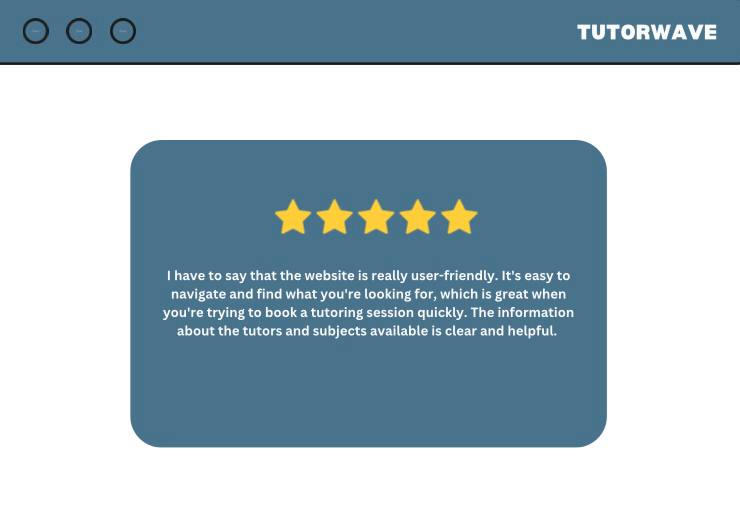 TUTORWAVE
I have to say that the website is really user-friendly. It's easy to
navigate and find what you're looking for, which is great when
you're trying to book a tutoring session quickly. The information
about the tutors and subjects available is clear and helpful.